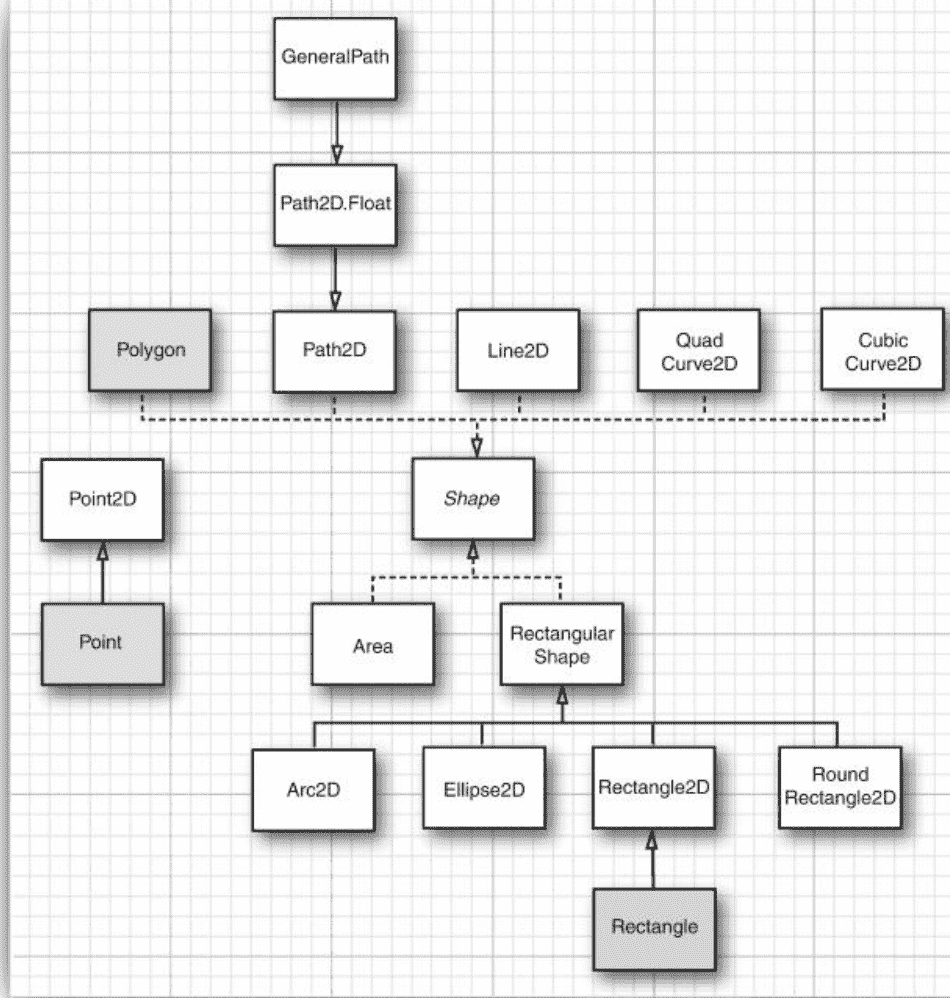 GeneralPath
Path2D.Float
Polygon
Path2D
Line2D
Quad
Curve2D
Cubic
Curve2D
Point2D
Shape
Point
Area
Rectangular
Shape
Arc2D
Ellipse2D
Rectangle2D
Round
Rectangle2D
Rectangle